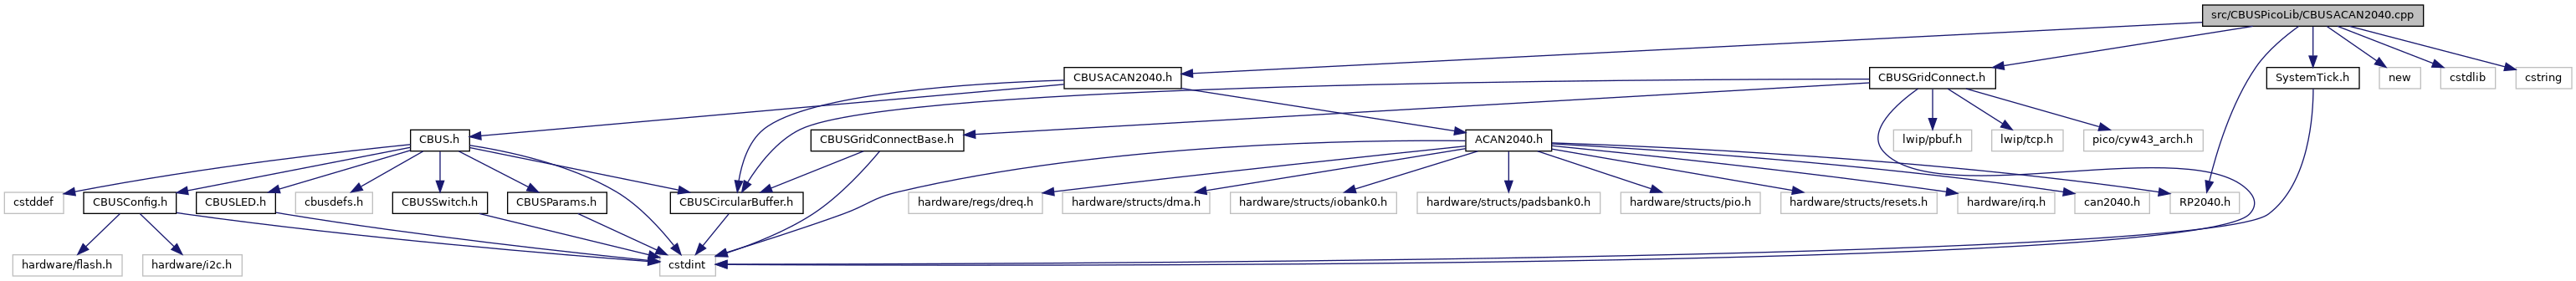 src/CBUSPicoLib/CBUSACAN2040.cpp
CBUSACAN2040.h
CBUSGridConnect.h
SystemTick.h
new
cstdlib
cstring
CBUS.h
CBUSGridConnectBase.h
ACAN2040.h
lwip/pbuf.h
lwip/tcp.h
pico/cyw43_arch.h
cstddef
CBUSConfig.h
CBUSLED.h
cbusdefs.h
CBUSSwitch.h
CBUSParams.h
CBUSCircularBuffer.h
hardware/regs/dreq.h
hardware/structs/dma.h
hardware/structs/iobank0.h
hardware/structs/padsbank0.h
hardware/structs/pio.h
hardware/structs/resets.h
hardware/irq.h
can2040.h
RP2040.h
hardware/flash.h
hardware/i2c.h
cstdint